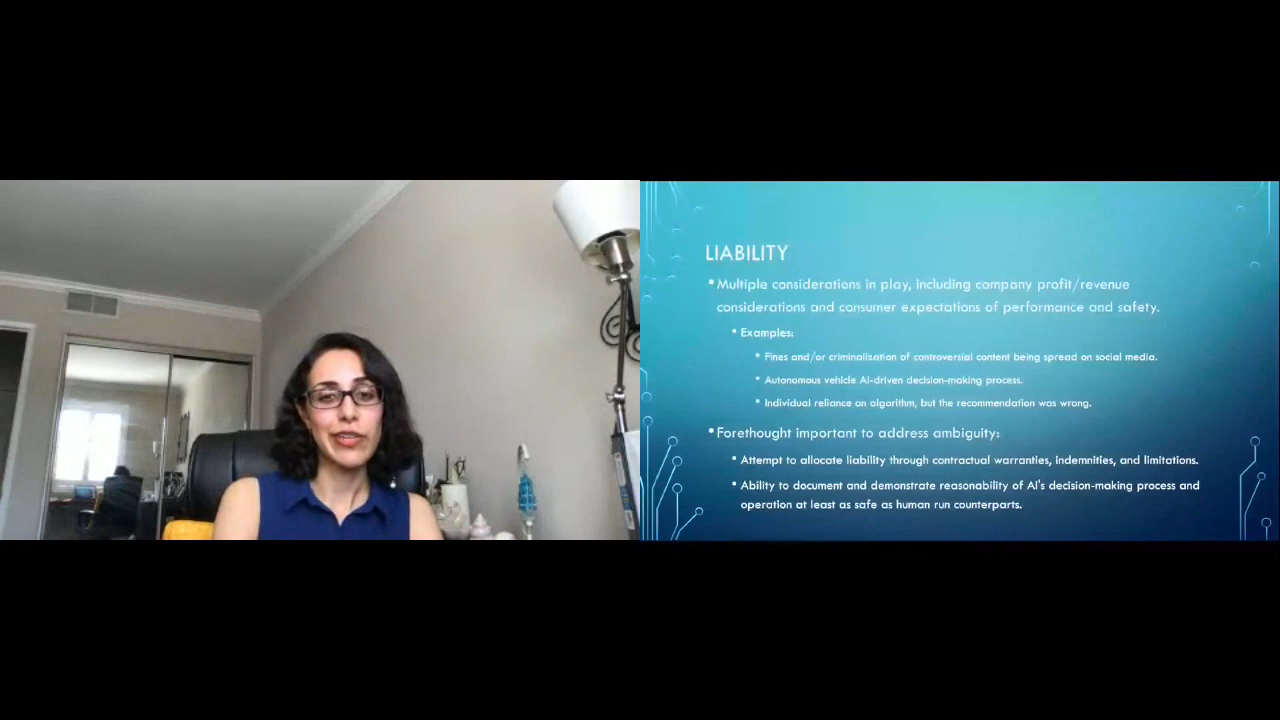 LIABILITY
▪Multiple considerations in play, including company profit/revenue
considerations and consumer expectations of performance and safety.
▪ Examples:
▪ Fines and/or criminalization of controversial content being spread on social media.
▪ Autonomous vehicle AI-driven decision-making process.
▪ Individual reliance on algorithm, but the recommendation was wrong.
▪Forethought important to address ambiguity:
▪ Attempt to allocate liability through contractual warranties, indemnities, and limitations.
▪ Ability to document and demonstrate reasonability of AI's decision-making process and
operation at least as safe as human run counterparts.